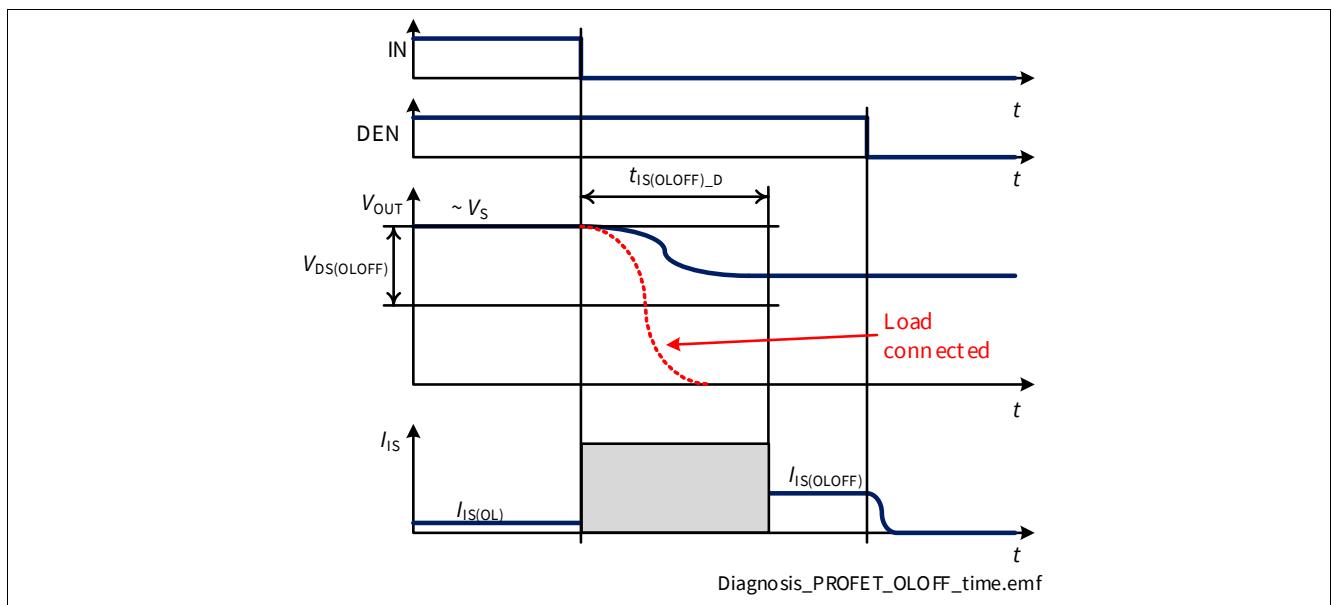 IN
t
DEN
t
tIS(OLOFF)_D
VOUT
~ VS
VDS(OLOFF)
Load
connected
t
IIS
IIS(OL)
IIS(OLOFF)
t
Diagnosis_PROFET_OLOFF_time.emf